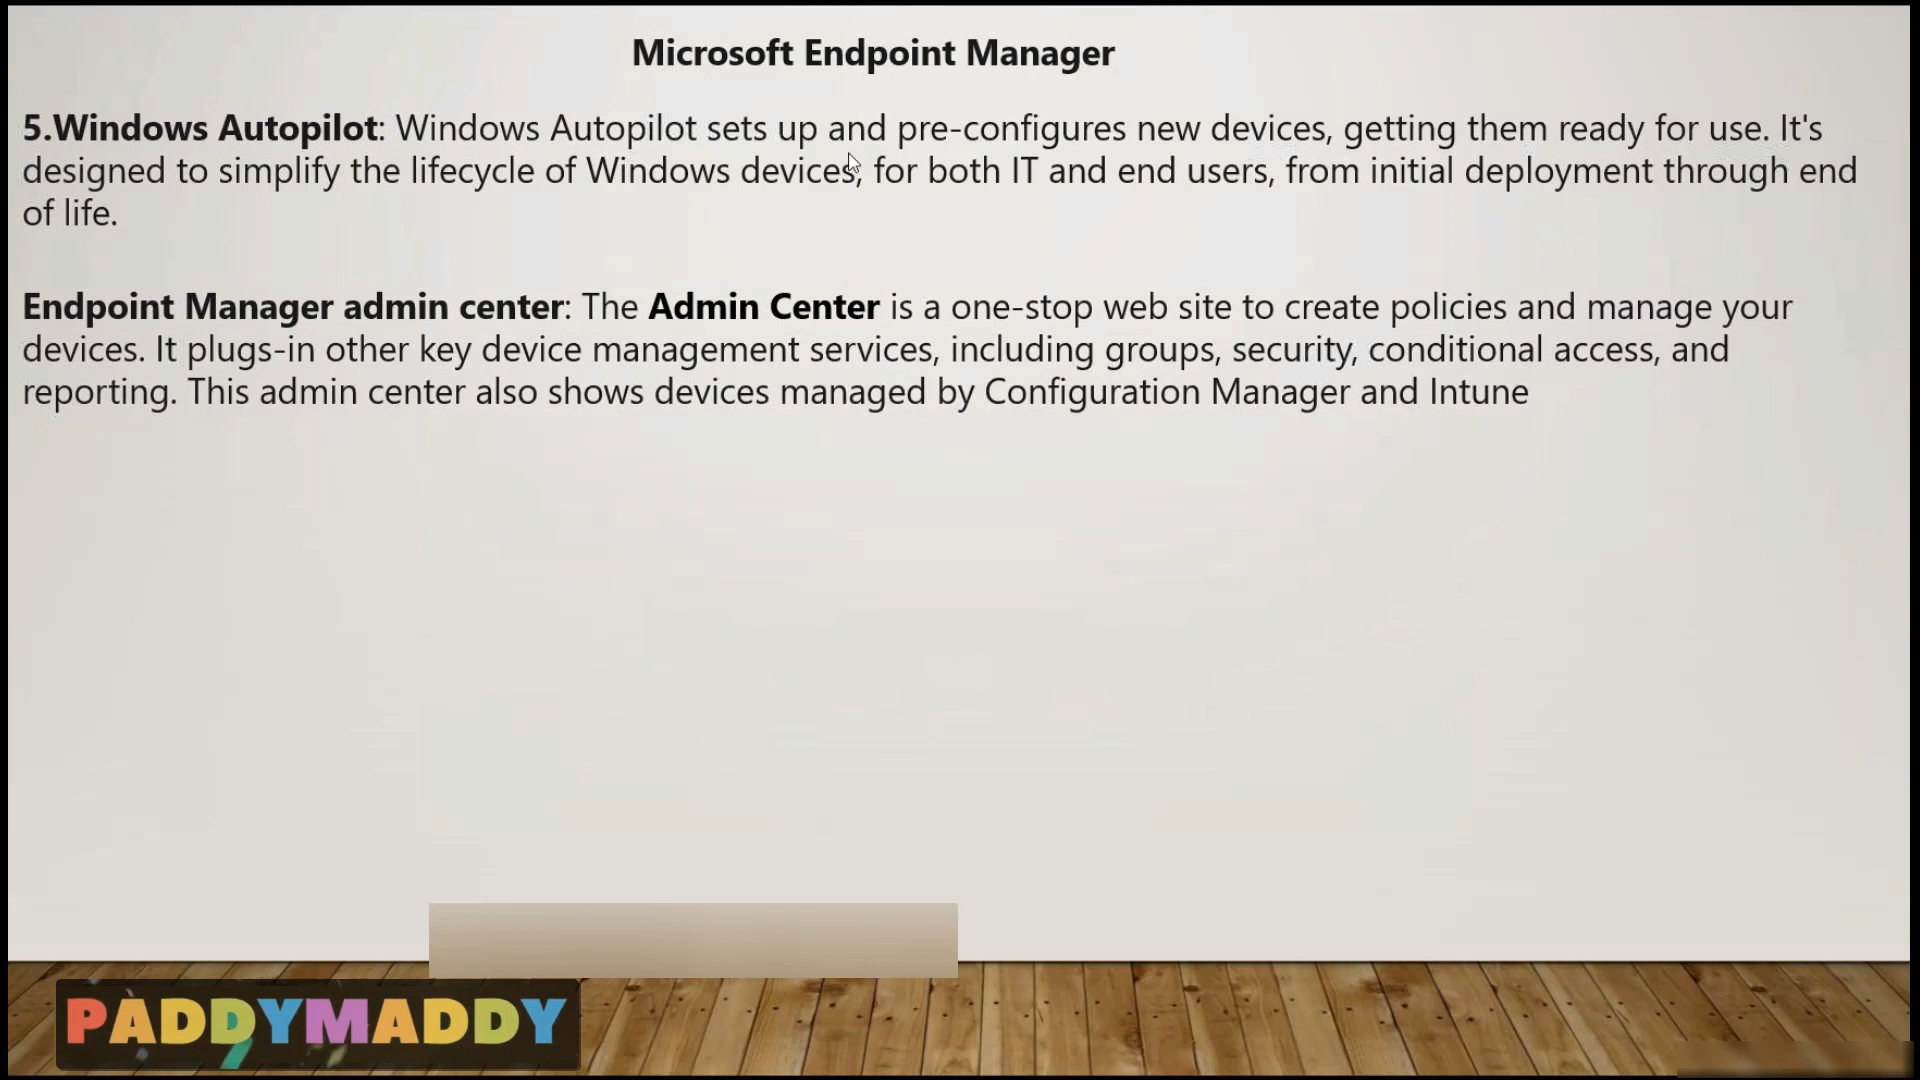 Microsoft Endpoint Manager
5.Windows Autopilot: Windows Autopilot sets up and pre-configures new devices, getting them ready for use. It's
designed to simplify the lifecycle of Windows devices, for both IT and end users, from initial deployment through end
of life.
Endpoint Manager admin center: The Admin Center is a one-stop web site to create policies and manage your
devices. It plugs-in other key device management services, including groups, security, conditional access, and
reporting. This admin center also shows devices managed by Configuration Manager and Intune
PADDYMADDY